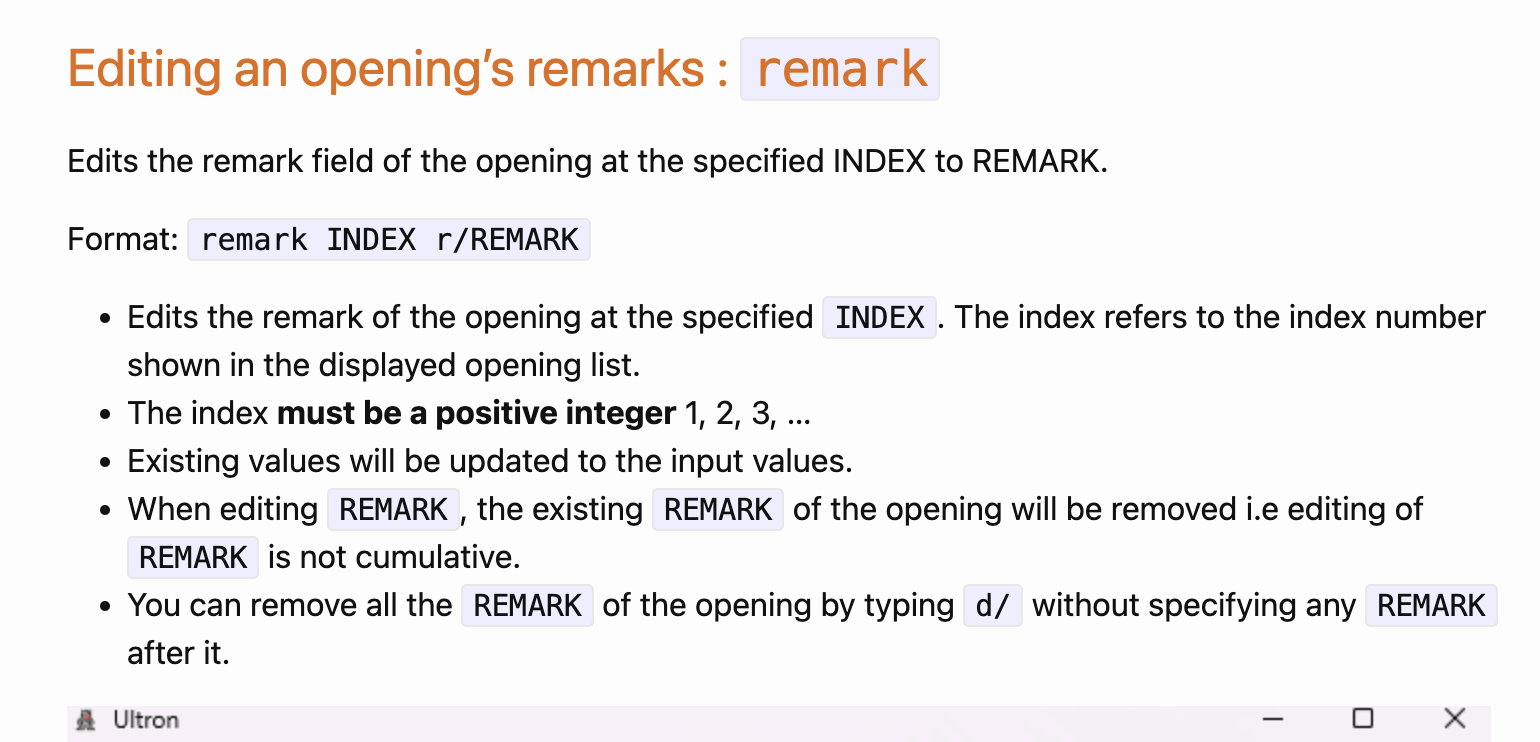 Editing an opening’s remarks : remark
Edits the remark field of the opening at the specified INDEX to REMARK.
Format: remark INDEX r/REMARK
• Edits the remark of the opening at the specified INDEX. The index refers to the index number
shown in the displayed opening list.
• The index must be a positive integer 1, 2, 3, …
• Existing values will be updated to the input values.
• When editing REMARK, the existing REMARK of the opening will be removed i.e editing of
REMARK is not cumulative.
• You can remove all the REMARK of the opening by typing d/ without specifying any REMARK
after it.
Ultron